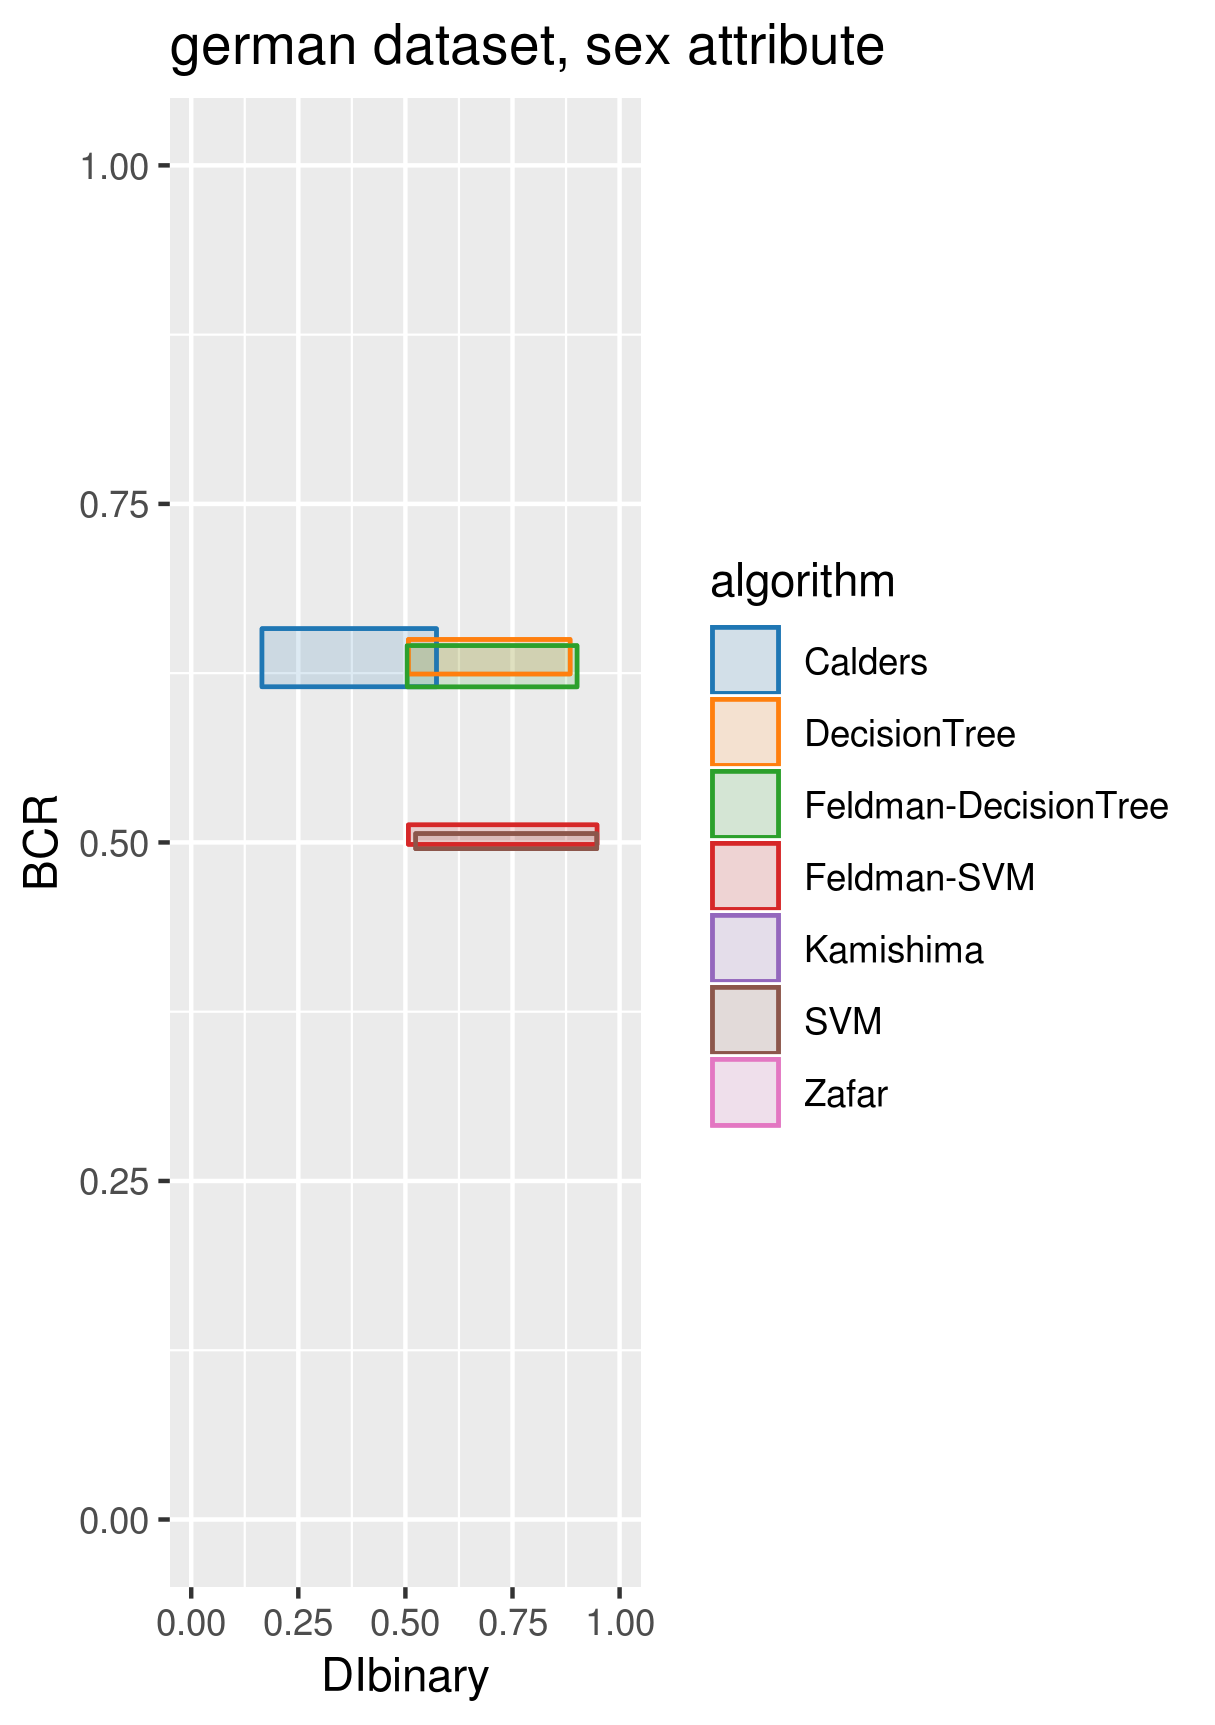 german dataset, sex attribute
1.00
0.75
0.50
0.25
0.00
BCR
0.00 0.25 0.50 0.75 1.00
DIbinary
algorithm
Calders
DecisionTree
Feldman-DecisionTree
Feldman-SVM
Kamishima
SVM
Zafar